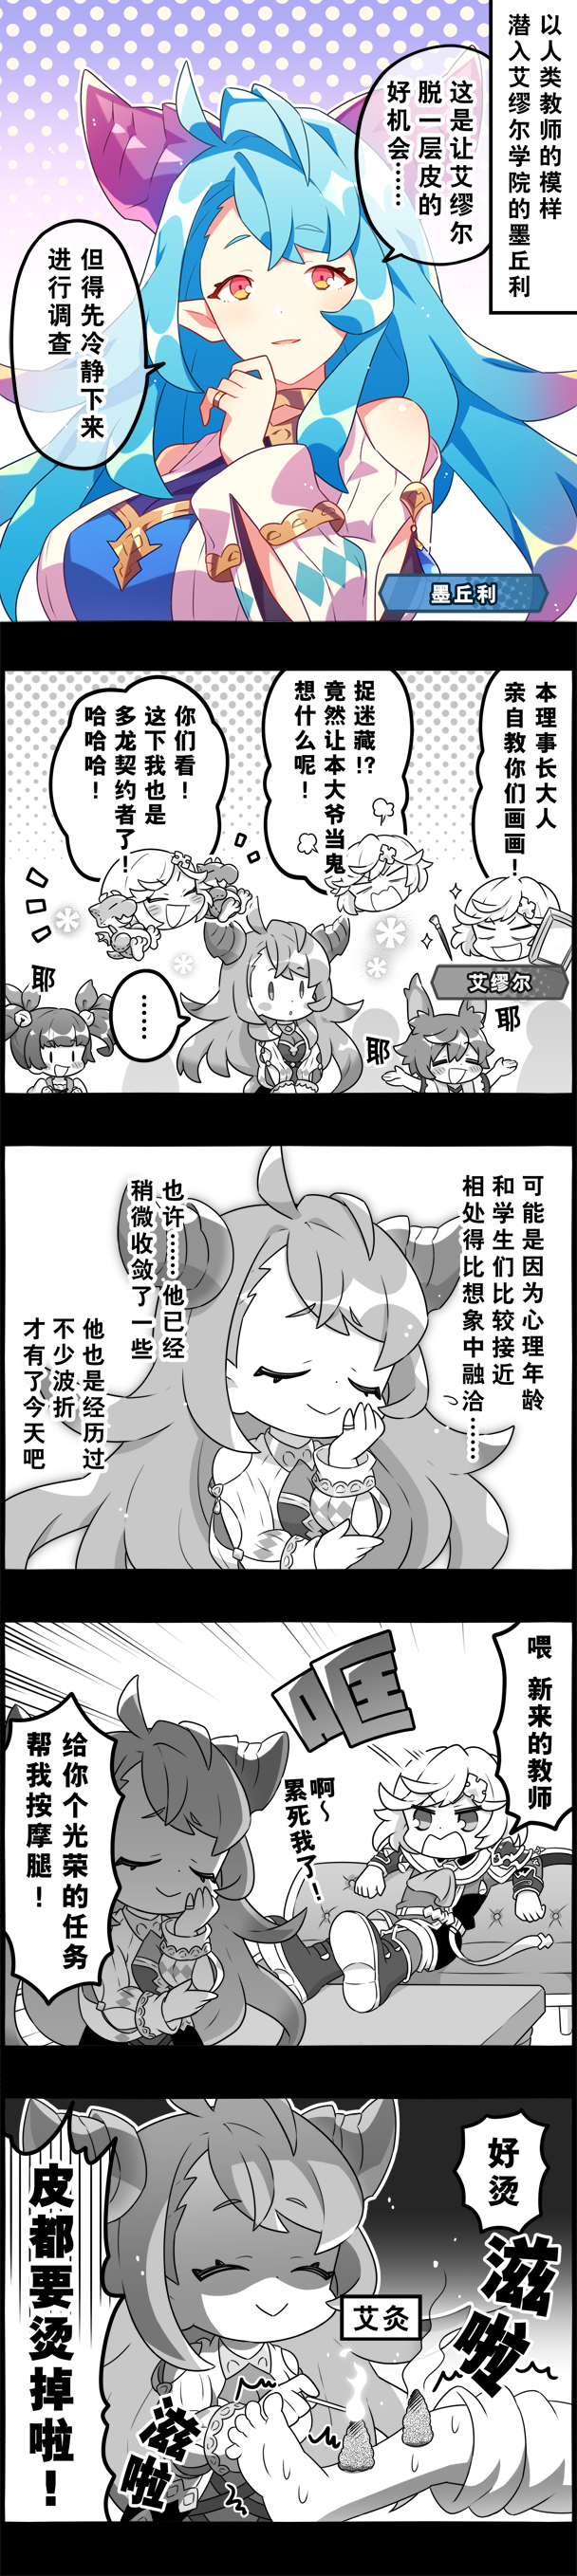 以人类教师的模样
潜入艾缪尔学院的墨丘利
这是让艾缪尔
脱一层皮的
好机会……
但得先冷静下来
进行调查
墨丘利
本理事长大人
亲自教你们画画！
捉迷藏!?
竟然让本大爷当鬼
想什么呢！
你们看！
这下我也是
多龙契约者了！
哈哈哈！
艾缪尔
耶
耶
耶
……
可能是因为心理年龄
和学生们比较接近
相处得比想象中融洽……
也许……他已经
稍微收敛了一些
他也是经历过
不少波折
才有了今天吧
喂 新来的教师
哐
啊～
累死我了！
给你个光荣的任务
帮我按摩腿！
好烫
滋啦
艾灸
滋啦
皮都要烫掉啦！